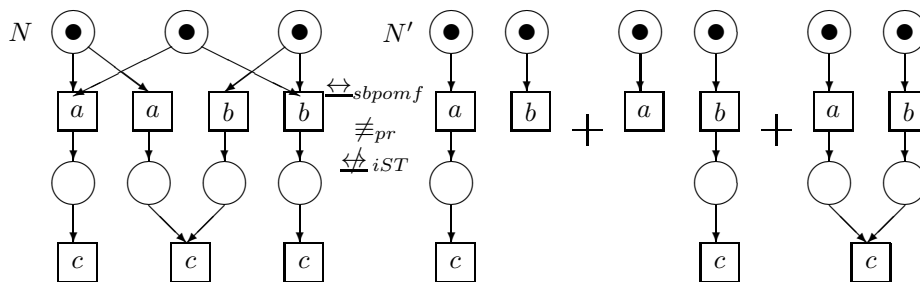 N N′
a a b b ↔sbpomf a b + a b + a b
≢pr
↮iST
c c c c c c